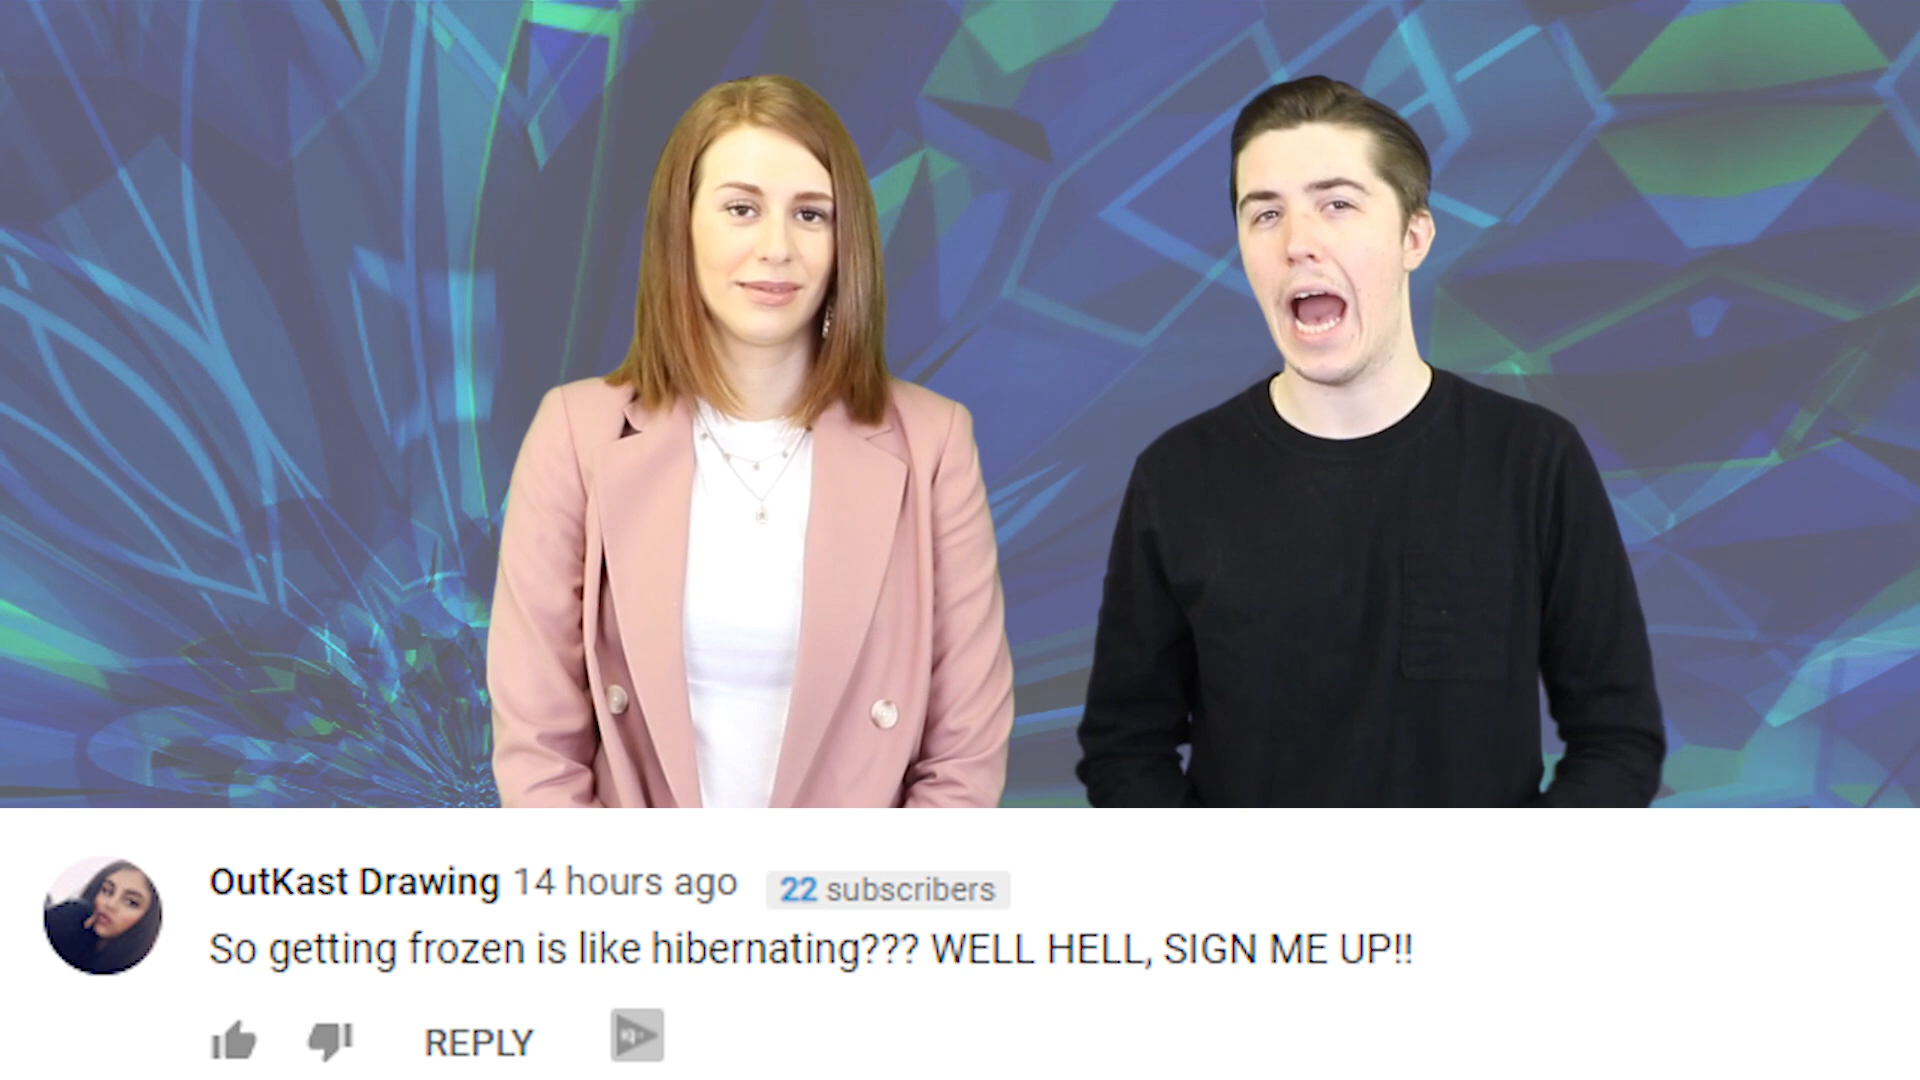 OutKast Drawing 14 hours ago 22 subscribers
So getting frozen is like hibernating??? WELL HELL, SIGN ME UP!!
REPLY